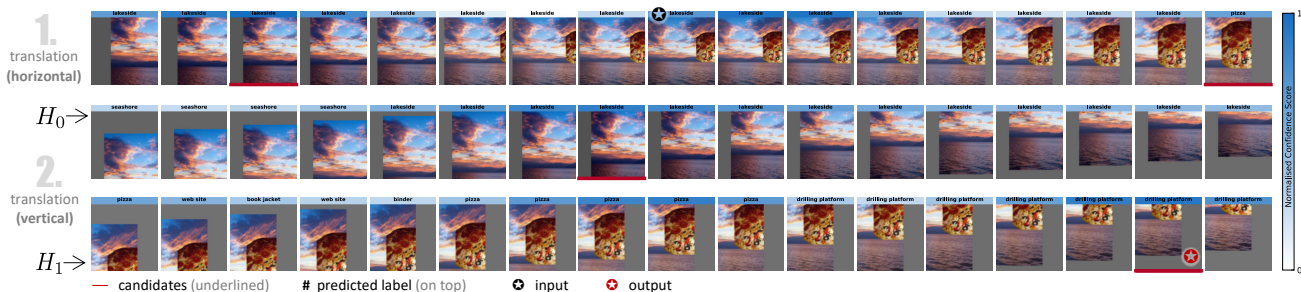 lakeside lakeside lakeside lakeside lakeside lakeside lakeside lakeside lakeside lakeside lakeside lakeside lakeside lakeside lakeside lakeside pizza
1.
translation
(horizontal)
seashore seashore seashore seashore lakeside lakeside lakeside lakeside lakeside lakeside lakeside lakeside lakeside lakeside lakeside lakeside lakeside
H0→
2.
translation
(vertical)
pizza web site book jacket web site binder pizza pizza pizza pizza pizza drilling platform drilling platform drilling platform drilling platform drilling platform drilling platform drilling platform
H1→
— candidates (underlined) # predicted label (on top) input output
1
Normalised Confidence Score
0